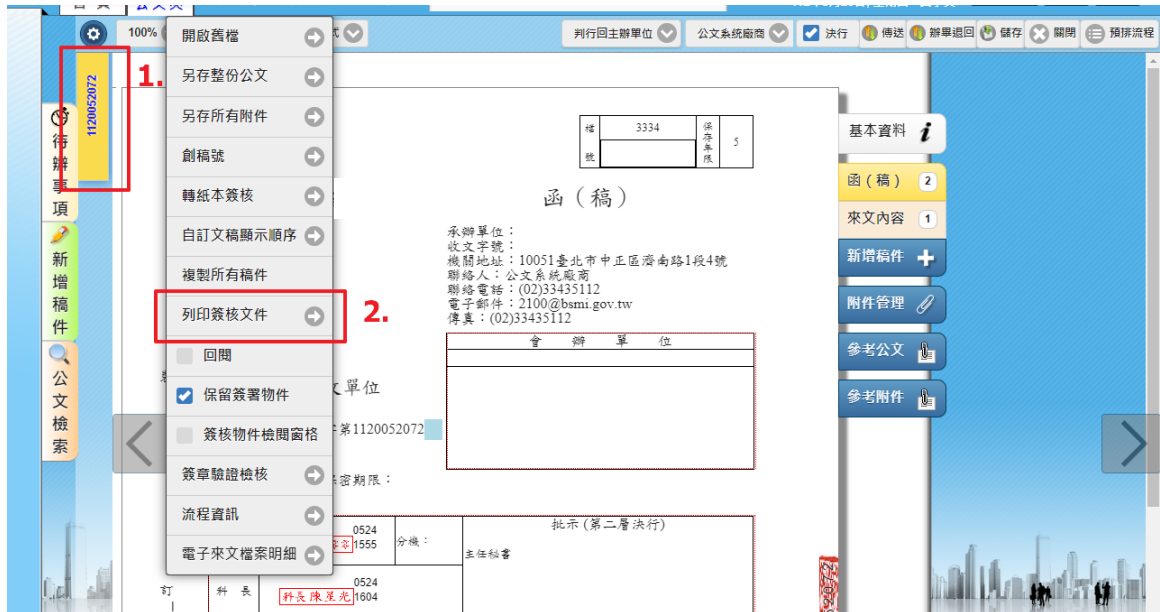 首 頁
公文夾
100%
式
判行回主辦單位
公文系統廠商
決行
傳送
辦畢退回
儲存
關閉
預排流程
1.
1120052072
待辦事項
新增稿件
公文檢索
開啟舊檔
另存整份公文
另存所有附件
創稿號
轉紙本簽核
自訂文稿顯示順序
複製所有稿件
列印簽核文件
2.
回閱
保留簽署物件
簽核物件檢閱窗格
簽章驗證檢核
流程資訊
電子來文檔案明細
檔號
3334
保存年限
5
函（稿）
承辦單位：
收文字號：
機關地址：10051臺北市中正區濟南路1段4號
聯絡人：公文系統廠商
聯絡電話：(02)33435112
電子郵件：2100@bsmi.gov.tw
傳真：(02)33435112
會 辦 單 位
文單位
字第1120052072
保密期限：
批示(第二層決行)
0524
1555
分機：
主任秘書
訂
科 長
科長陳星光
0524
1604
基本資料
函(稿) 2
來文內容 1
新增稿件
附件管理
參考公文
參考附件